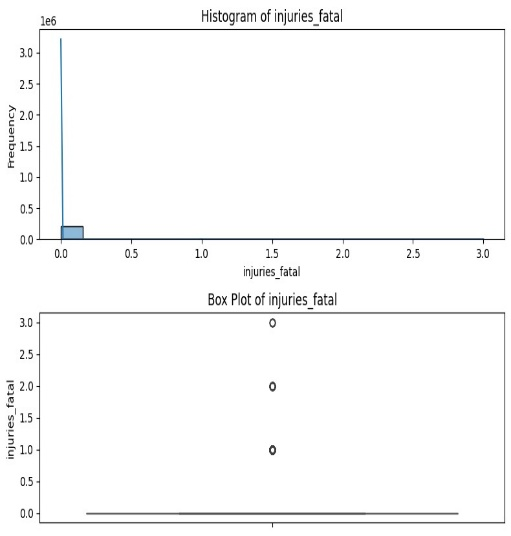 Histogram of injuries_fatal
1e6
3.0
2.5
2.0
1.5
1.0
0.5
0.0
Frequency
0.0 0.5 1.0 1.5 2.0 2.5 3.0
injuries_fatal
Box Plot of injuries_fatal
3.0
2.5
2.0
1.5
1.0
0.5
0.0
injuries_fatal